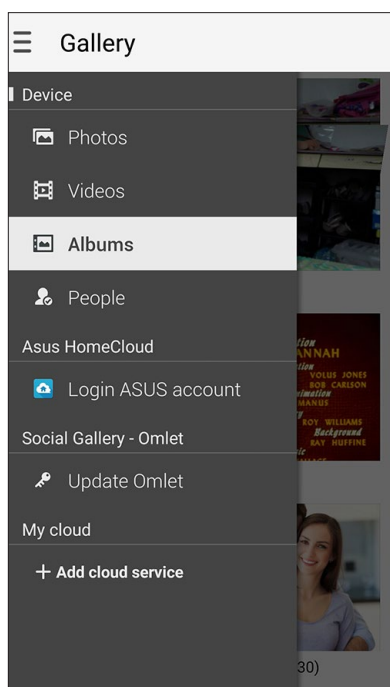 Gallery
Device
Photos
Videos
Albums
People
Asus HomeCloud
Login ASUS account
Social Gallery - Omlet
Update Omlet
My cloud
+ Add cloud service
ANNAH
VOLUS JONES
BOB CARLSON
MANUS
ROY WILLIAMS
Background
RAY HUFFINE
30)